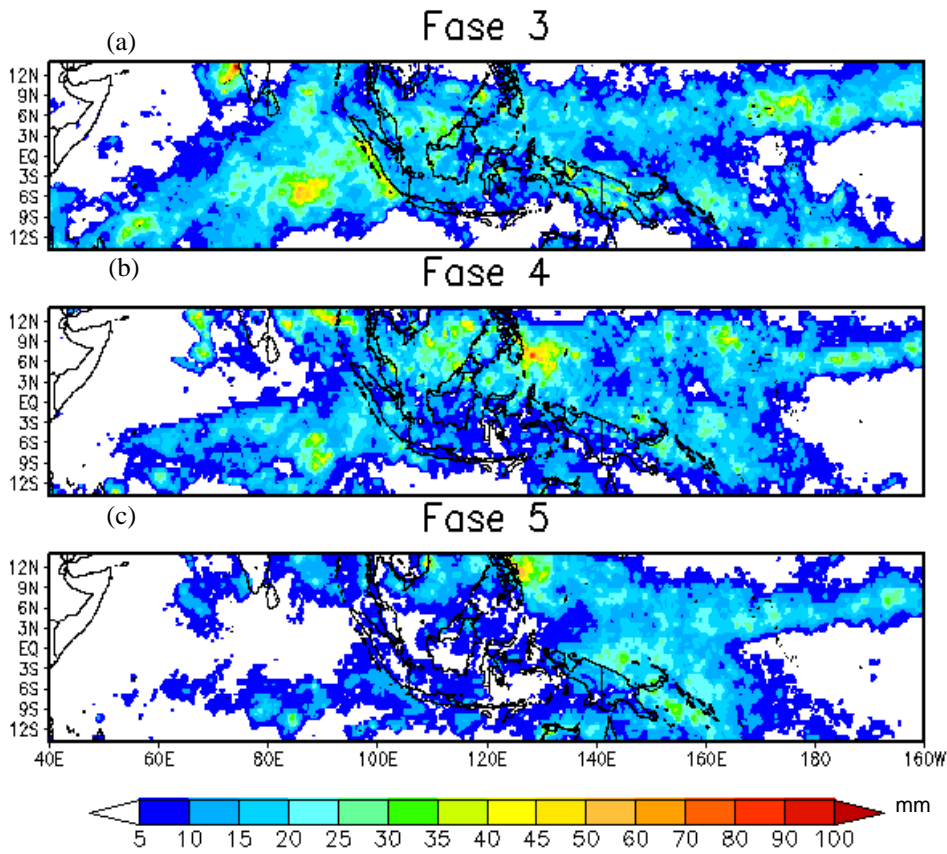 (a)
Fase 3
12N
9N
6N
3N
EQ
3S
6S
9S
12S
(b)
Fase 4
12N
9N
6N
3N
EQ
3S
6S
9S
12S
(c)
Fase 5
12N
9N
6N
3N
EQ
3S
6S
9S
12S
40E 60E 80E 100E 120E 140E 160E 180 160W
mm
5 10 15 20 25 30 35 40 45 50 60 70 80 90 100